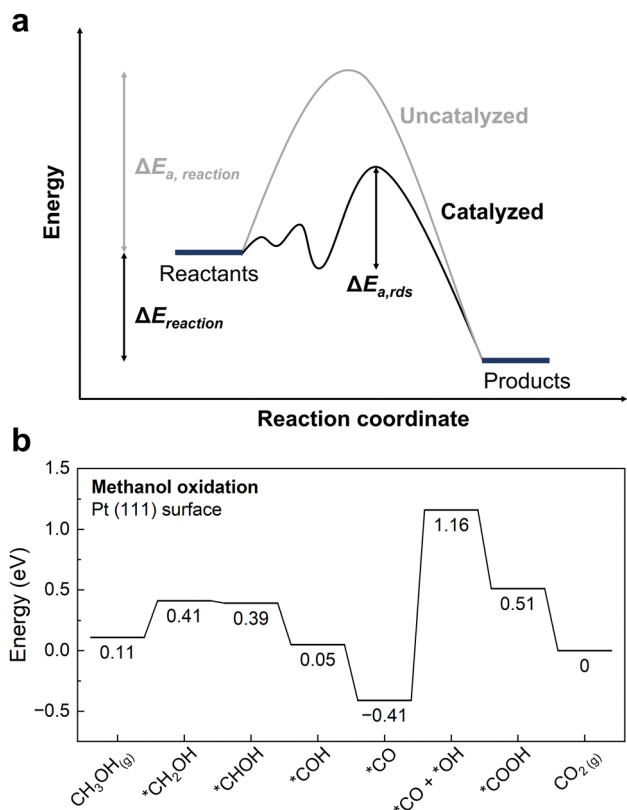 a
Energy
Uncatalyzed
ΔEa, reaction
Catalyzed
Reactants
ΔEa,rds
ΔEreaction
Products
Reaction coordinate
b
1.5
Methanol oxidation
Pt (111) surface
1.0
1.16
Energy (eV)
0.5
0.41
0.39
0.51
0.0
0.11
0.05
0
−0.5
−0.41
CH3OH(g)
*CH2OH
*CHOH
*COH
*CO
*CO + *OH
*COOH
CO2 (g)